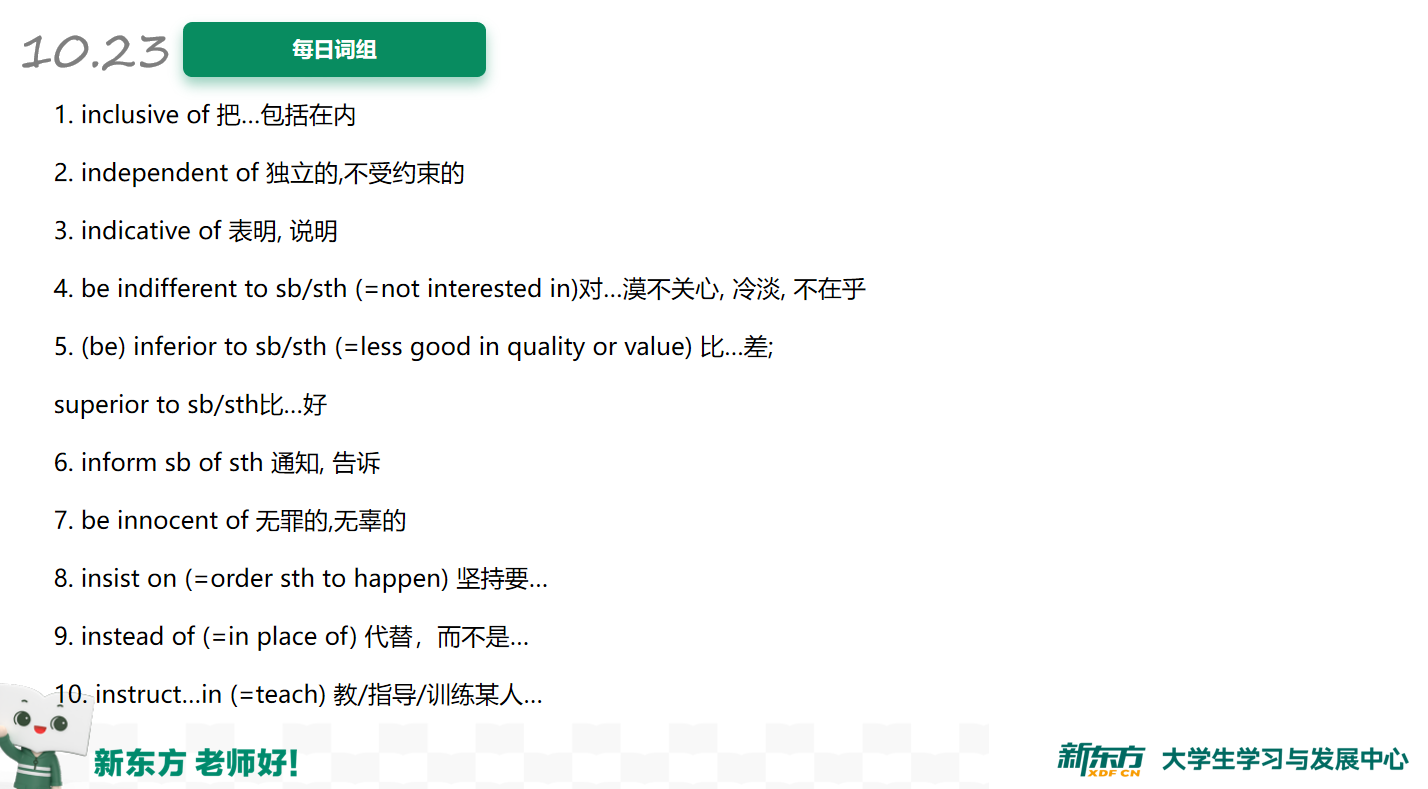 10.23
每日词组
1. inclusive of 把…包括在内
2. independent of 独立的,不受约束的
3. indicative of 表明, 说明
4. be indifferent to sb/sth (=not interested in)对…漠不关心, 冷淡, 不在乎
5. (be) inferior to sb/sth (=less good in quality or value) 比…差;
superior to sb/sth比…好
6. inform sb of sth 通知, 告诉
7. be innocent of 无罪的,无辜的
8. insist on (=order sth to happen) 坚持要…
9. instead of (=in place of) 代替，而不是…
10. instruct…in (=teach) 教/指导/训练某人…
新东方 老师好!
新东方 XDF.CN 大学生学习与发展中心